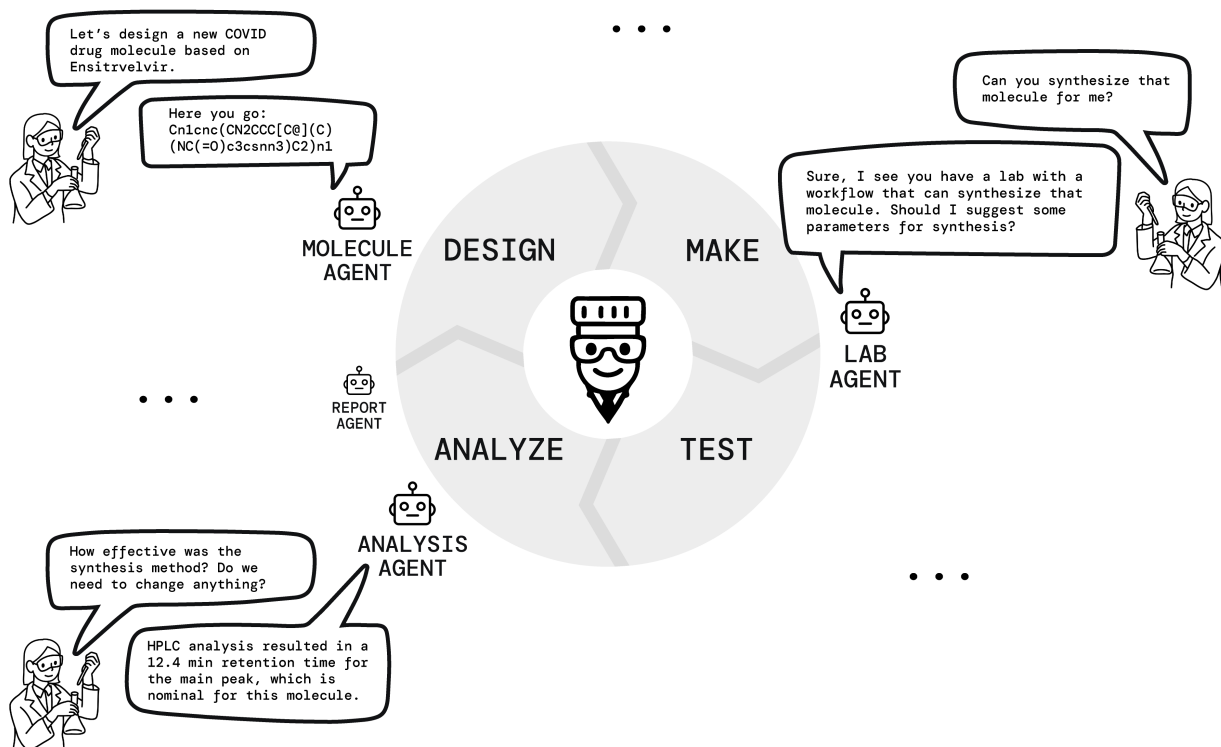 Let's design a new COVID
drug molecule based on
Ensitrvelvir.
Here you go:
Cn1cnc(CN2CCC[C@](C)
(NC(=O)c3csnn3)C2)n1
MOLECULE
AGENT
DESIGN
MAKE
Can you synthesize that
molecule for me?
Sure, I see you have a lab with a
workflow that can synthesize that
molecule. Should I suggest some
parameters for synthesis?
LAB
AGENT
REPORT
AGENT
ANALYZE
TEST
ANALYSIS
AGENT
How effective was the
synthesis method? Do we
need to change anything?
HPLC analysis resulted in a
12.4 min retention time for
the main peak, which is
nominal for this molecule.